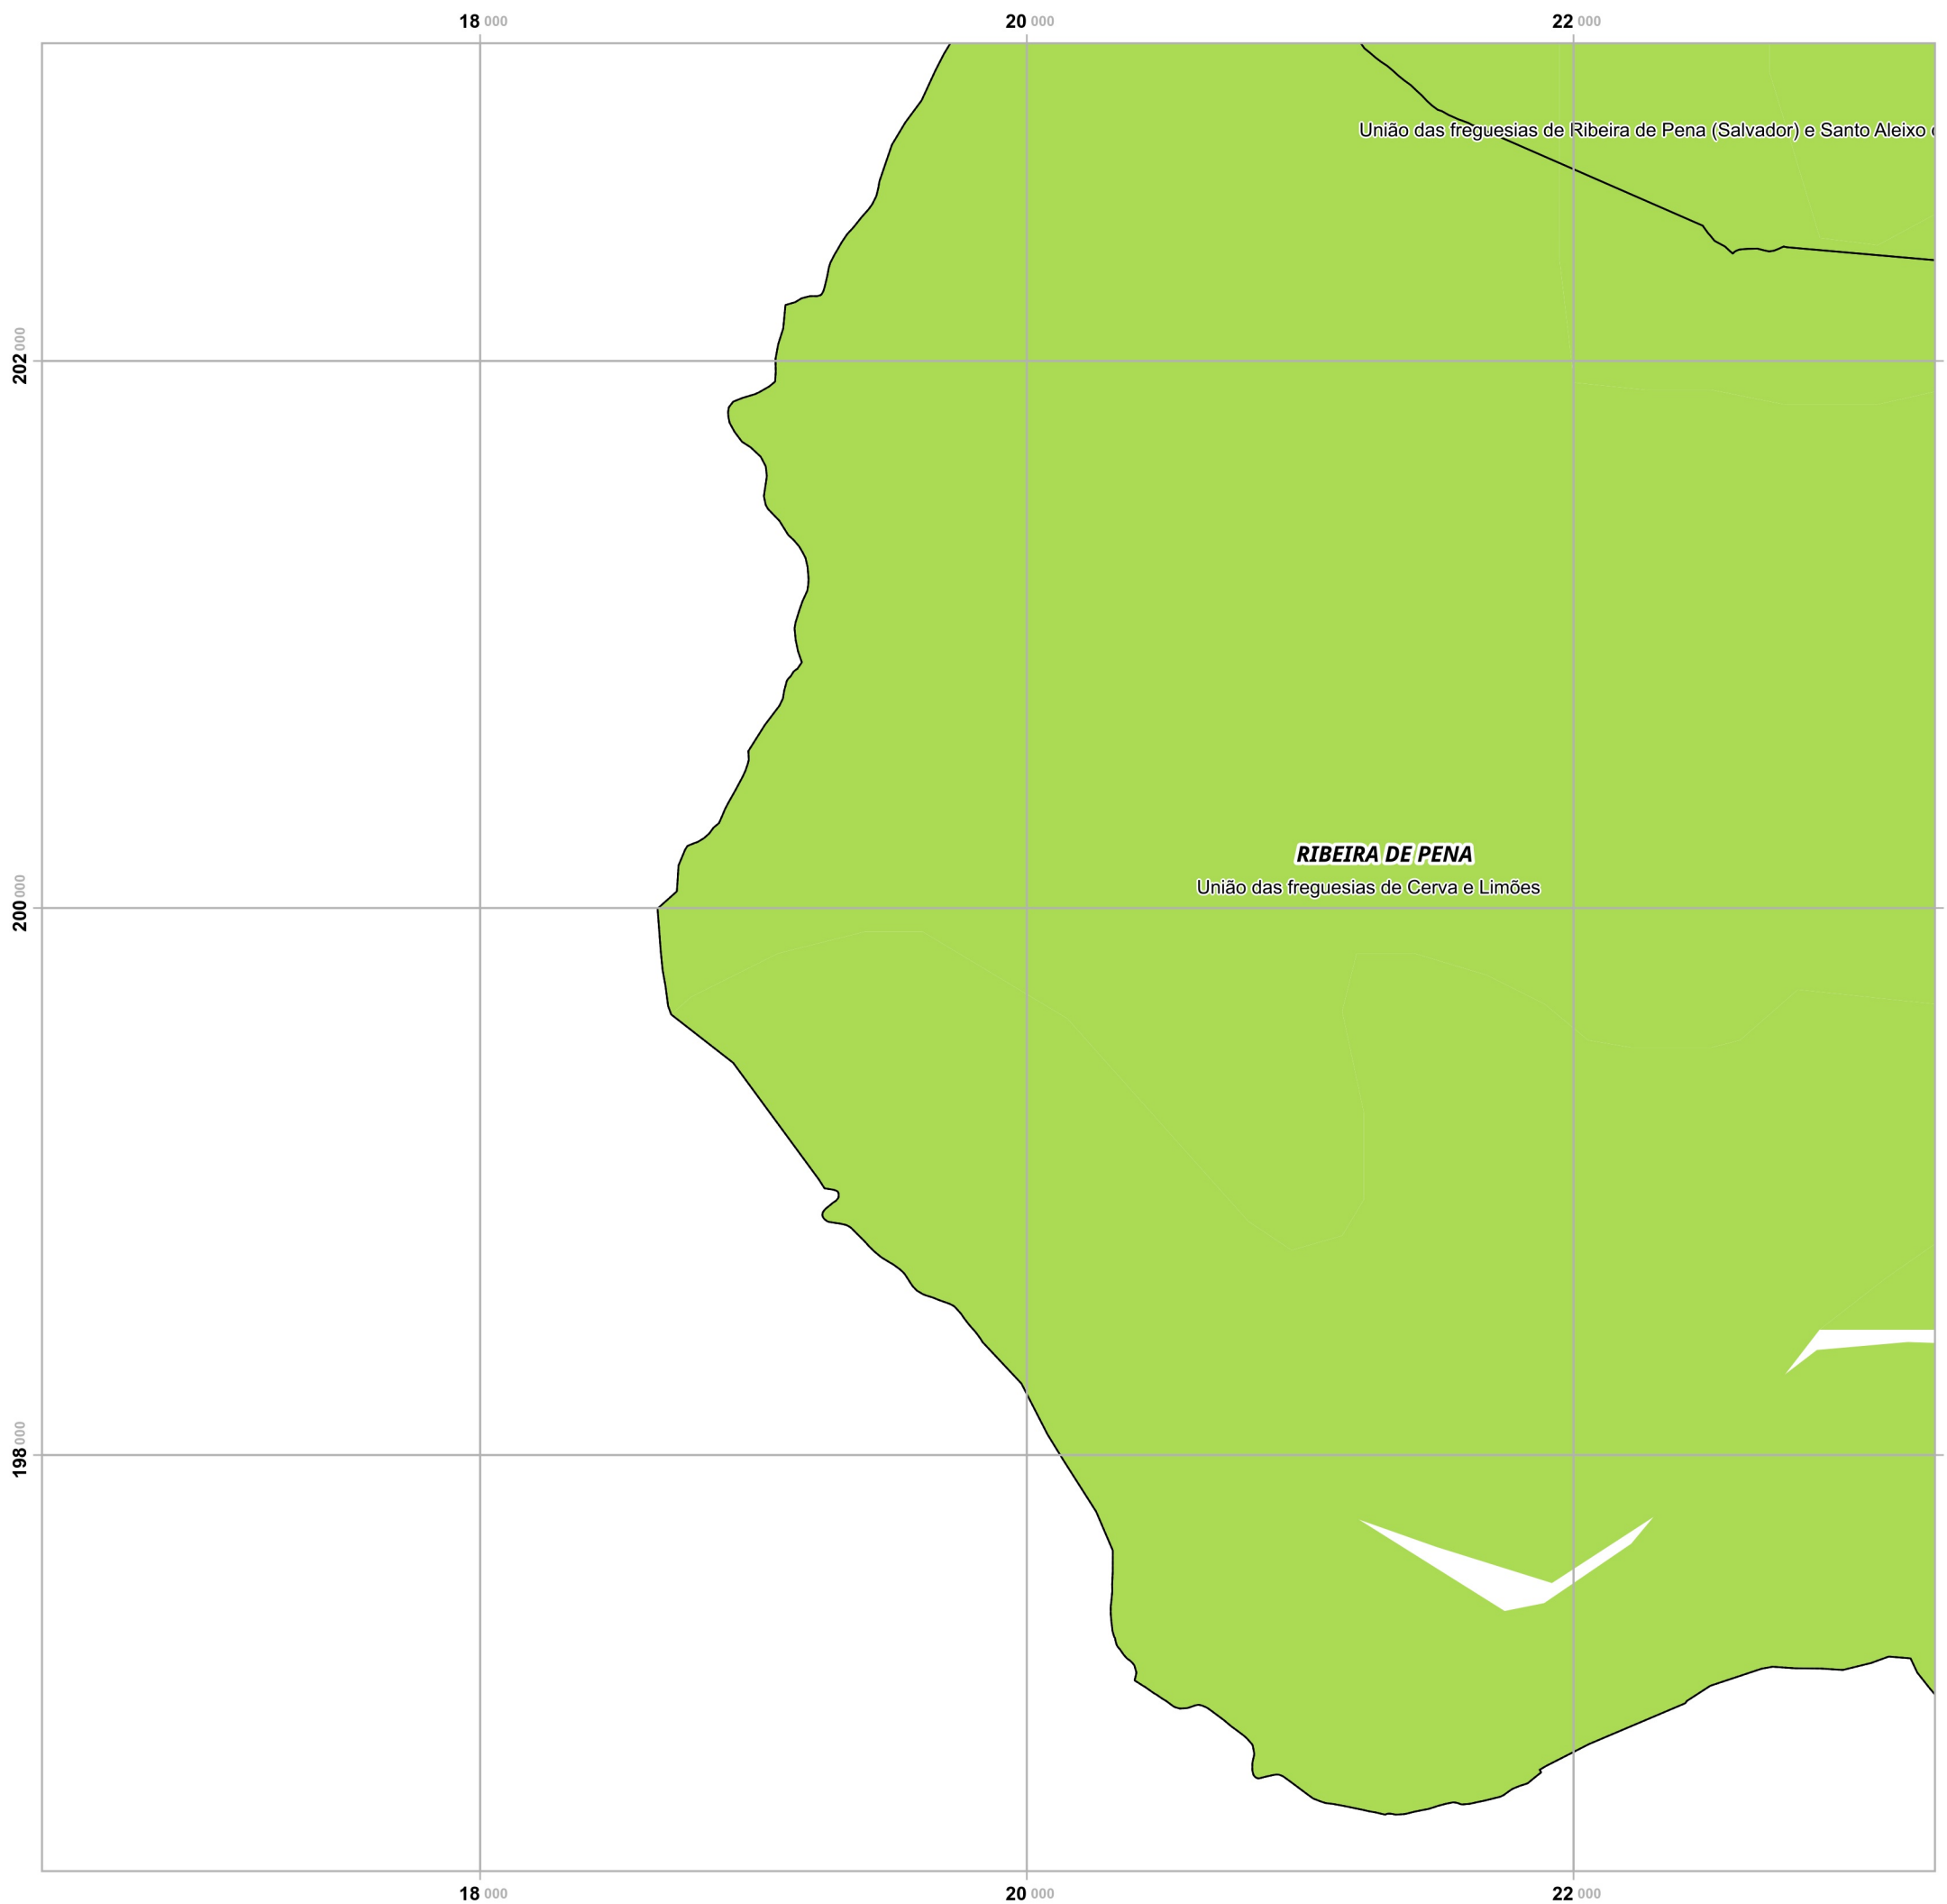 18 000 20 000 22 000
União das freguesias de Ribeira de Pena (Salvador) e Santo Aleixo
202 000
RIBEIRA DE PENA
União das freguesias de Cerva e Limões
200 000
198 000
18 000 20 000 22 000